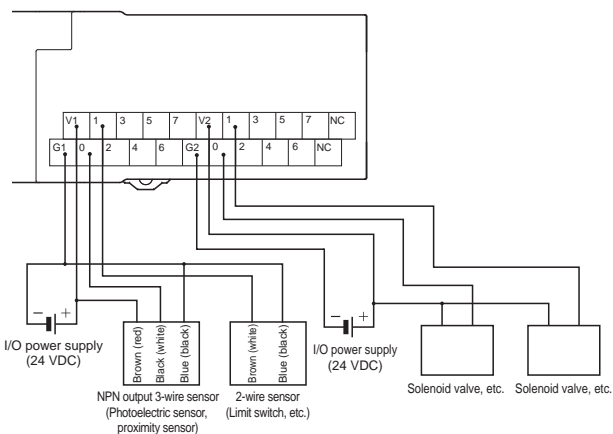 V1 1 3 5 7 V2 1 3 5 7 NC
G1 0 2 4 6 G2 0 2 4 6 NC
− +
I/O power supply
(24 VDC)
Brown (red)
Black (white)
Blue (black)
NPN output 3-wire sensor
(Photoelectric sensor,
proximity sensor)
Brown (white)
Blue (black)
2-wire sensor
(Limit switch, etc.)
− +
I/O power supply
(24 VDC)
Solenoid valve, etc.
Solenoid valve, etc.